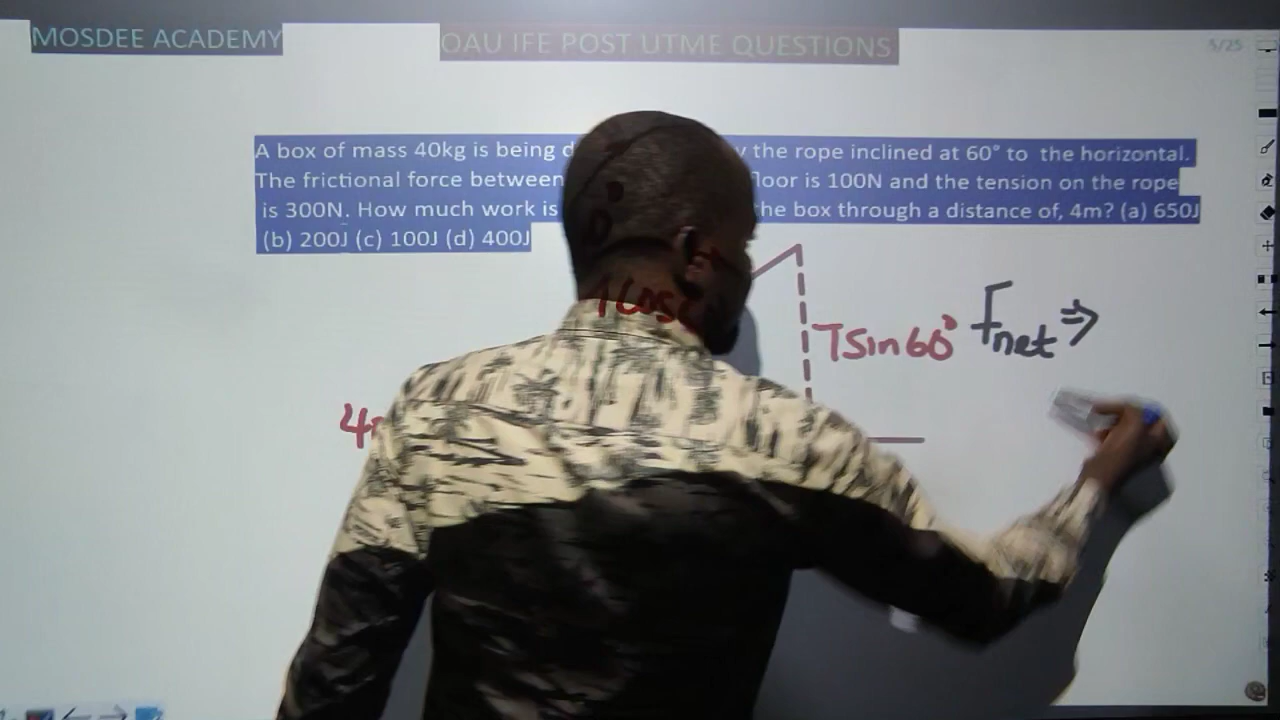 MOSDEE ACADEMY
OAU IFE POST UTME QUESTIONS
5/25
A box of mass 40kg is being the rope inclined at 60° to the horizontal.
The frictional force between floor is 100N and the tension on the rope
is 300N. How much work is the box through a distance of, 4m? (a) 650J
(b) 200J (c) 100J (d) 400J
Tsin60° Fnet ⇒